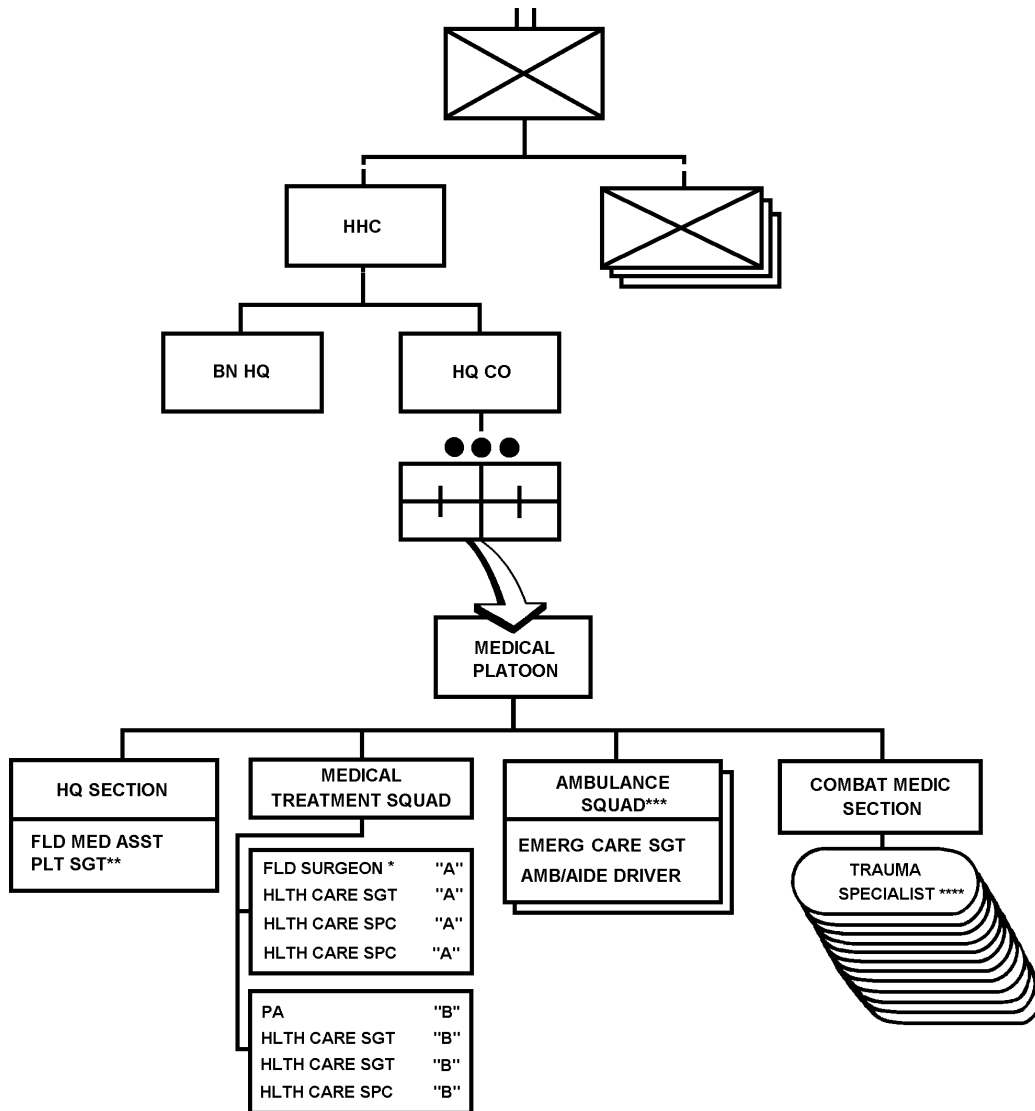 HHC
BN HQ
HQ CO
MEDICAL
PLATOON
HQ SECTION
FLD MED ASST
PLT SGT**
MEDICAL
TREATMENT SQUAD
FLD SURGEON * "A"
HLTH CARE SGT "A"
HLTH CARE SPC "A"
HLTH CARE SPC "A"
PA "B"
HLTH CARE SGT "B"
HLTH CARE SGT "B"
HLTH CARE SPC "B"
AMBULANCE
SQUAD***
EMERG CARE SGT
AMB/AIDE DRIVER
COMBAT MEDIC
SECTION
TRAUMA
SPECIALIST ****